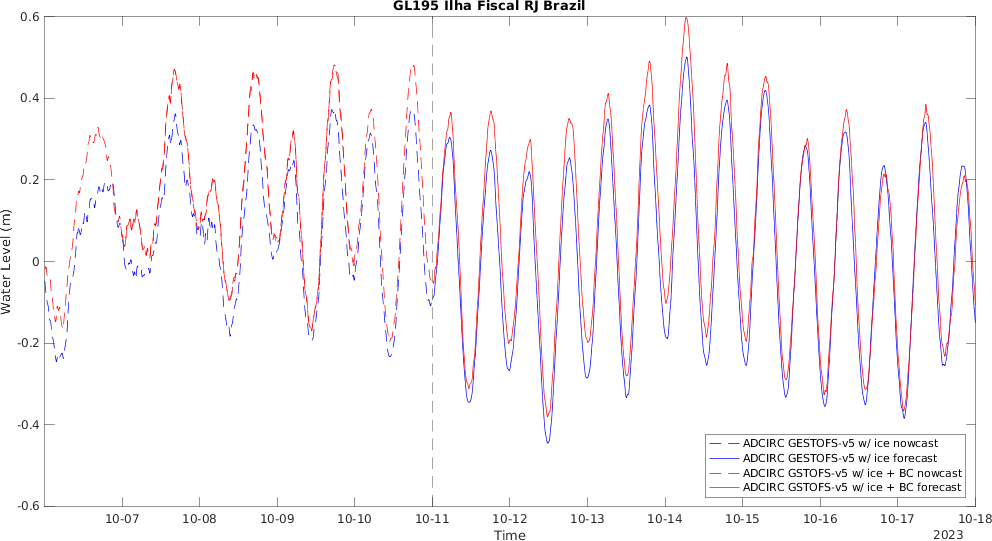 GL195 Ilha Fiscal RJ Brazil
Water Level (m)
0.6
0.4
0.2
0
-0.2
-0.4
-0.6
ADCIRC GESTOFS-v5 w/ ice nowcast
ADCIRC GESTOFS-v5 w/ ice forecast
ADCIRC GSTOFS-v5 w/ ice + BC nowcast
ADCIRC GSTOFS-v5 w/ ice + BC forecast
10-07 10-08 10-09 10-10 10-11 10-12 10-13 10-14 10-15 10-16 10-17 10-18
Time
2023